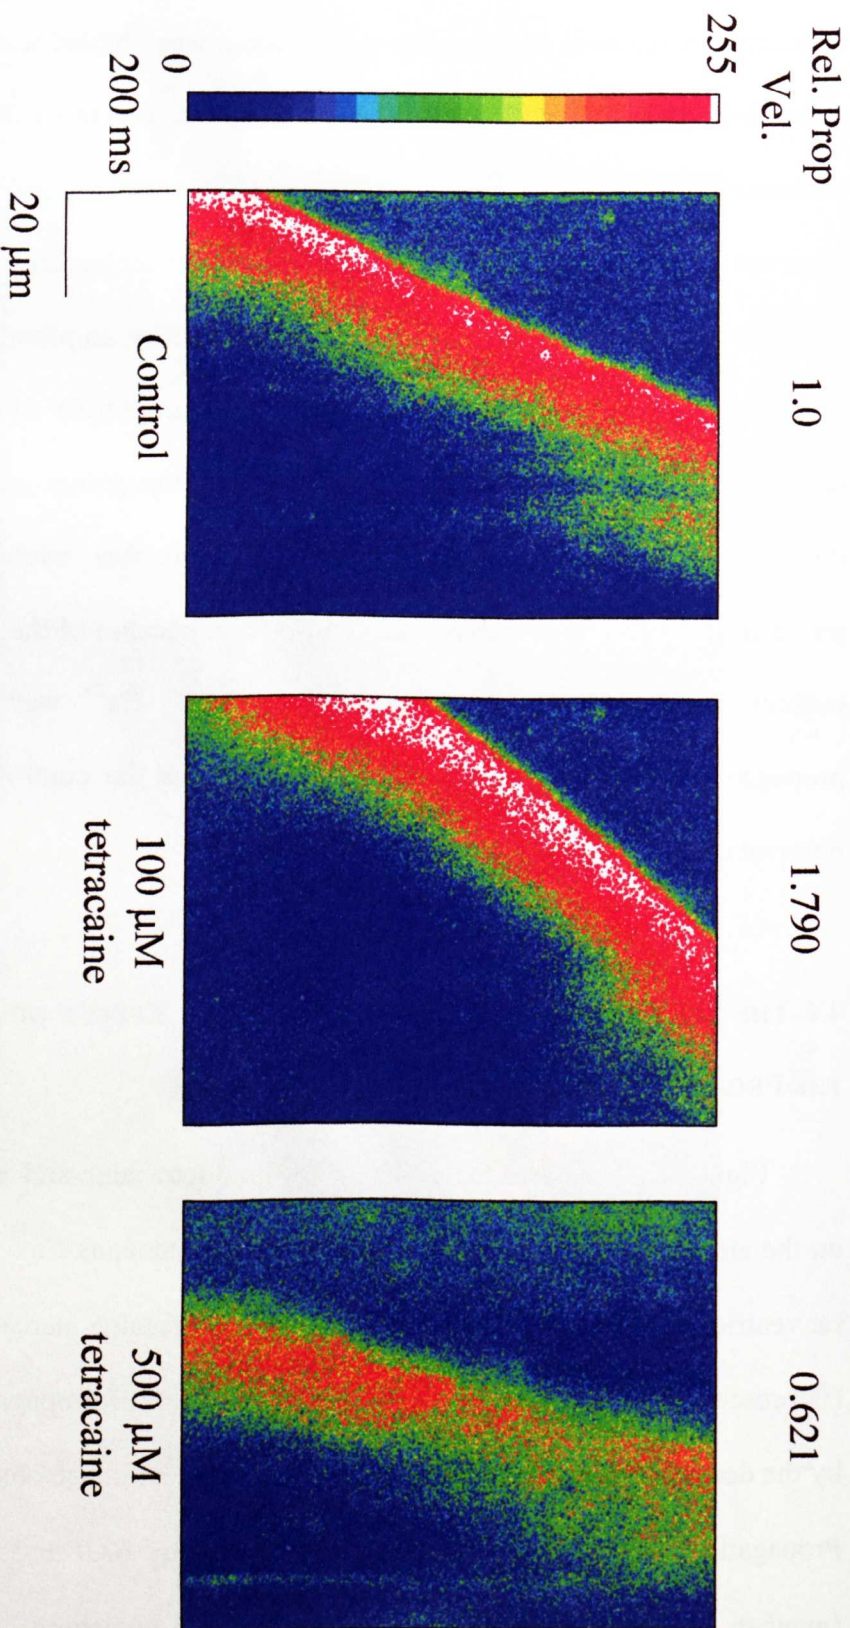 Rel. Prop
Vel.
1.0
1.790
0.621
255
0
200 ms
20 μm
Control
100 μM
tetracaine
500 μM
tetracaine